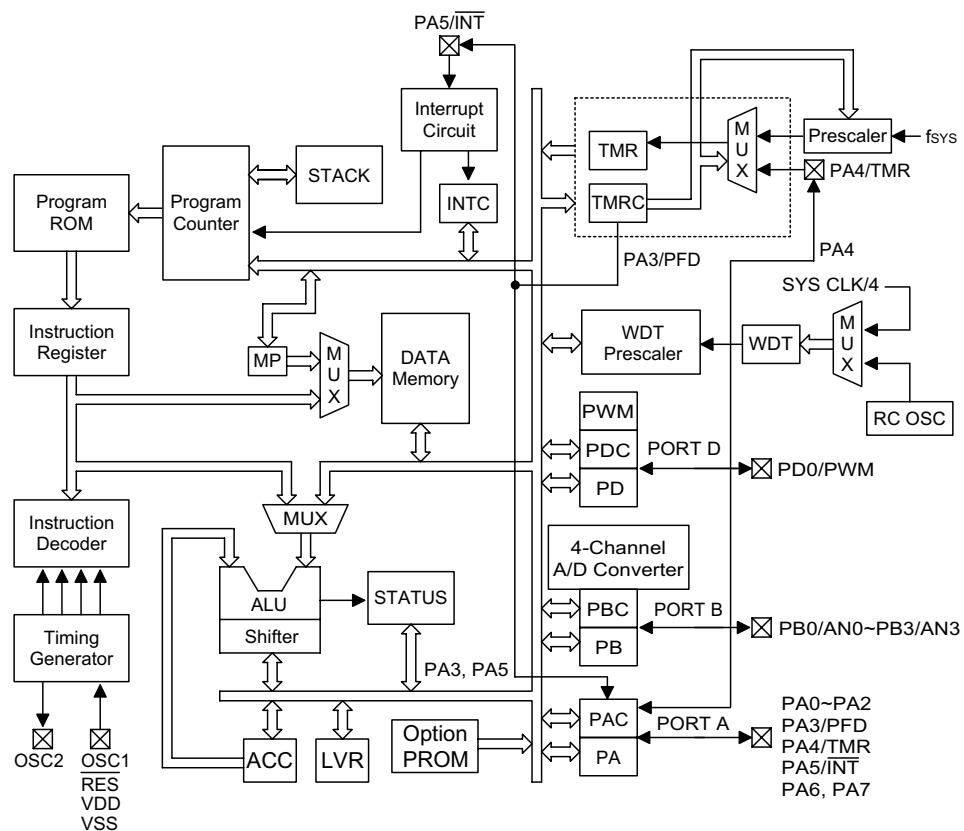 PA5/INT
Interrupt
Circuit
STACK
Program
ROM
Program
Counter
INTC
TMR
TMRC
M
U
X
Prescaler
fSYS
PA4/TMR
PA3/PFD
PA4
SYS CLK/4
Instruction
Register
MP
M
U
X
DATA
Memory
WDT
Prescaler
WDT
M
U
X
RC OSC
PWM
PDC
PD
PORT D
PD0/PWM
MUX
Instruction
Decoder
4-Channel
A/D Converter
ALU
Shifter
STATUS
PBC
PB
PORT B
PB0/AN0~PB3/AN3
Timing
Generator
PA3, PA5
PAC
PA
PORT A
PA0~PA2
PA3/PFD
PA4/TMR
PA5/INT
PA6, PA7
OSC2
OSC1
RES
VDD
VSS
ACC
LVR
Option
PROM